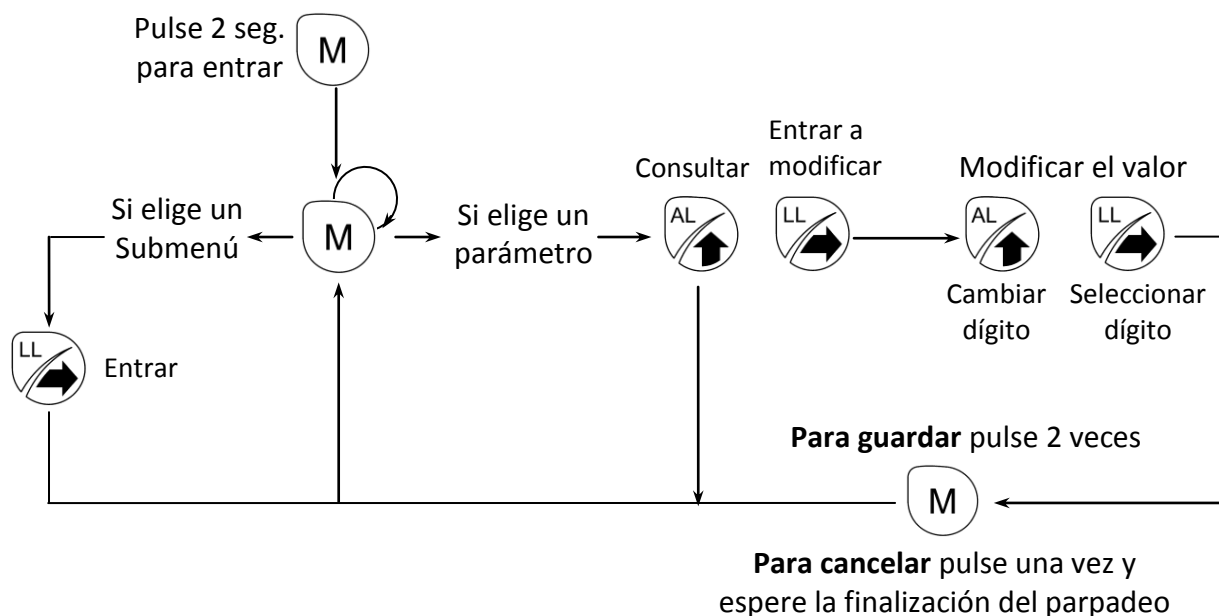 Pulse 2 seg.
para entrar
M
Si elige un
Submenú
M
Si elige un
parámetro
Consultar
AL
Entrar a
modificar
LL
Modificar el valor
AL
LL
Cambiar
dígito
Seleccionar
dígito
LL
Entrar
Para guardar pulse 2 veces
M
Para cancelar pulse una vez y
espere la finalización del parpadeo